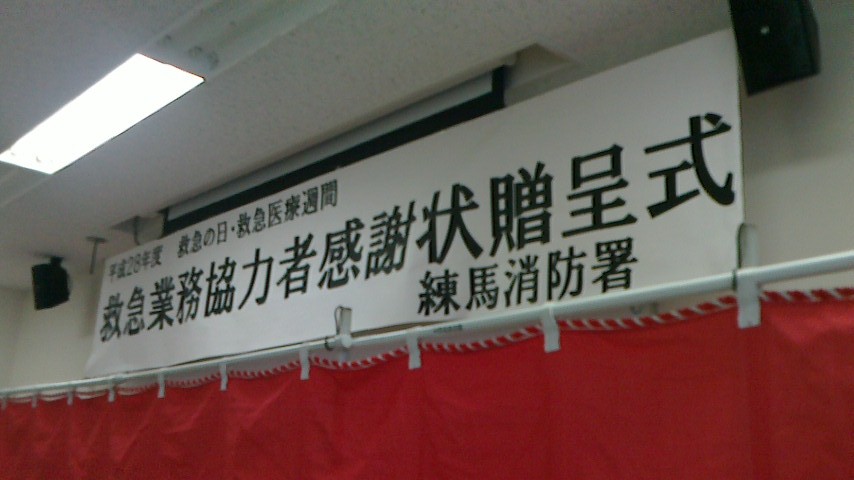 平成28年度　救急の日・救急医療週間
救急業務協力者感謝状贈呈式
練馬消防署